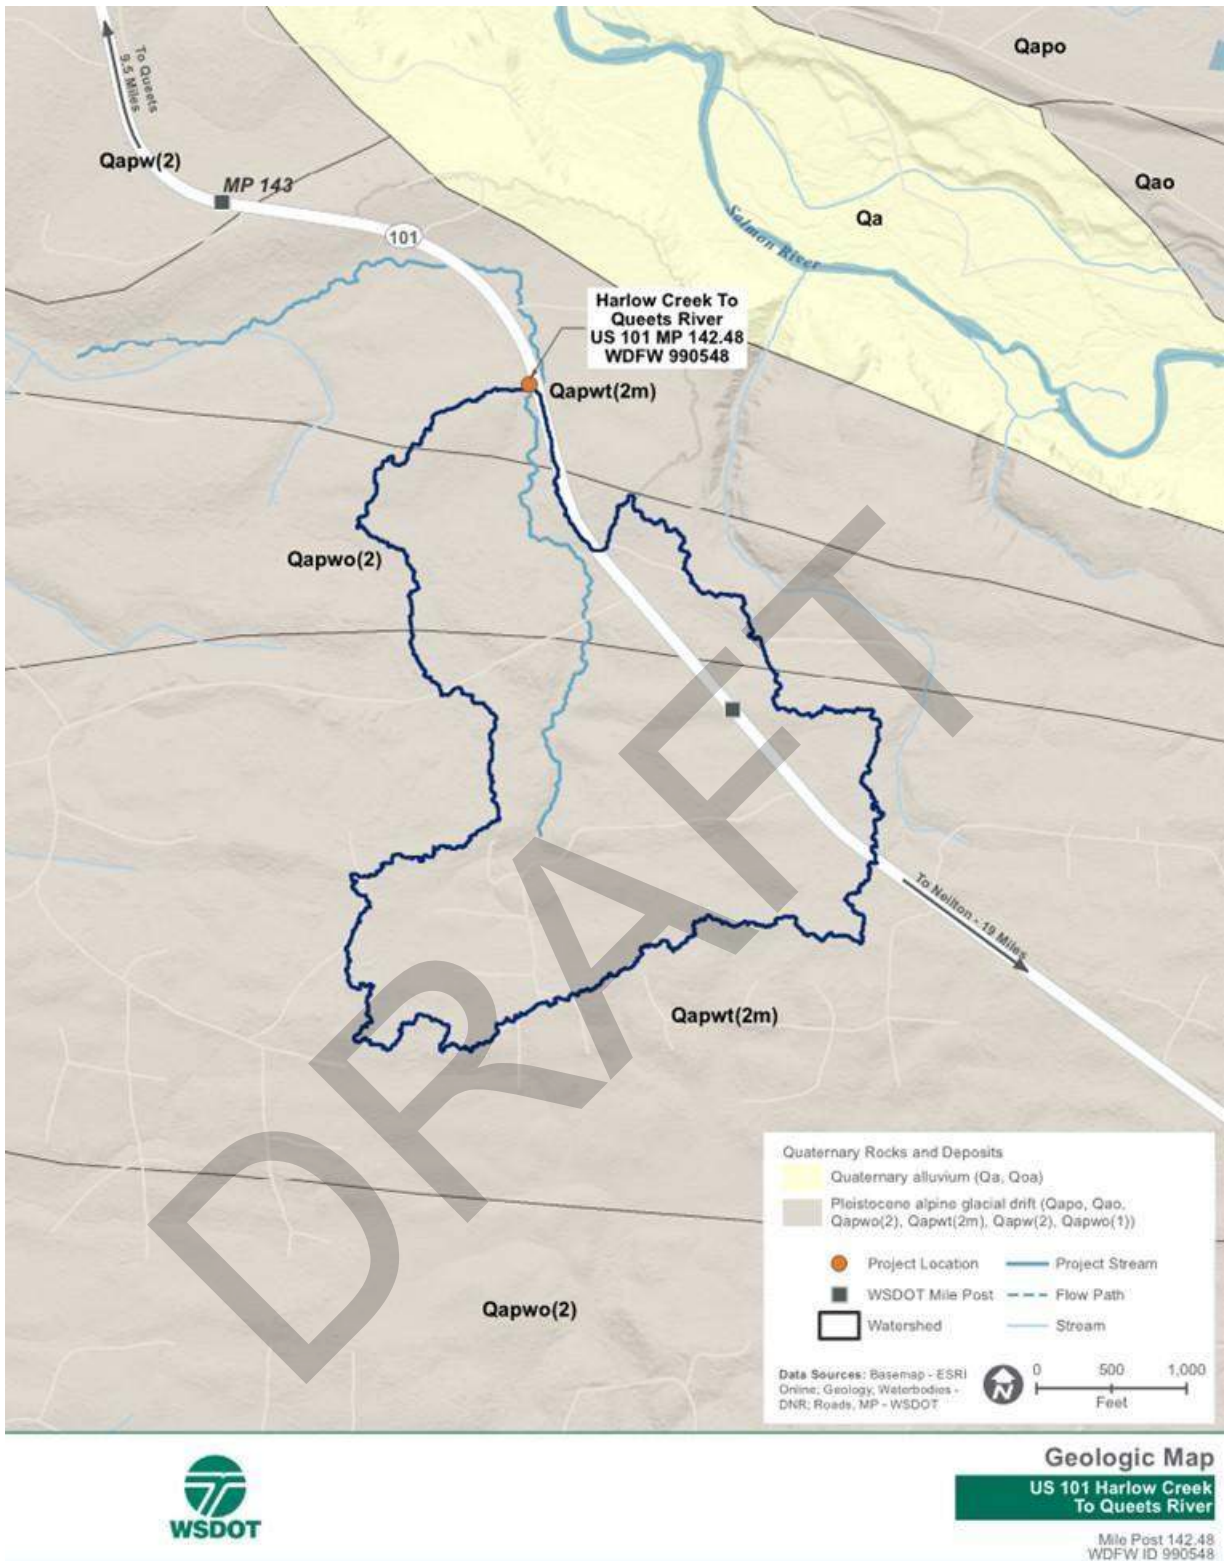 Qapo
To Queets
9.5 Miles
Qapw(2)
MP 143
Qao
Qa
101
Salmon River
Harlow Creek To
Queets River
US 101 MP 142.48
WDFW 990548
Qapwt(2m)
Qapwo(2)
To Neilton - 19 Miles
Qapwt(2m)
DRAFT
Qapwo(2)
Quaternary Rocks and Deposits
Quaternary alluvium (Qa, Qoa)
Pleistocene alpine glacial drift (Qapo, Qao,
Qapwo(2), Qapwt(2m), Qapw(2), Qapwo(1))
Project Location
Project Stream
WSDOT Mile Post
Flow Path
Watershed
Stream
Data Sources: Basemap - ESRI
Online; Geology, Waterbodies -
DNR; Roads, MP - WSDOT
N
0 500 1,000
Feet
WSDOT
Geologic Map
US 101 Harlow Creek
To Queets River
Mile Post 142.48
WDFW ID 990548